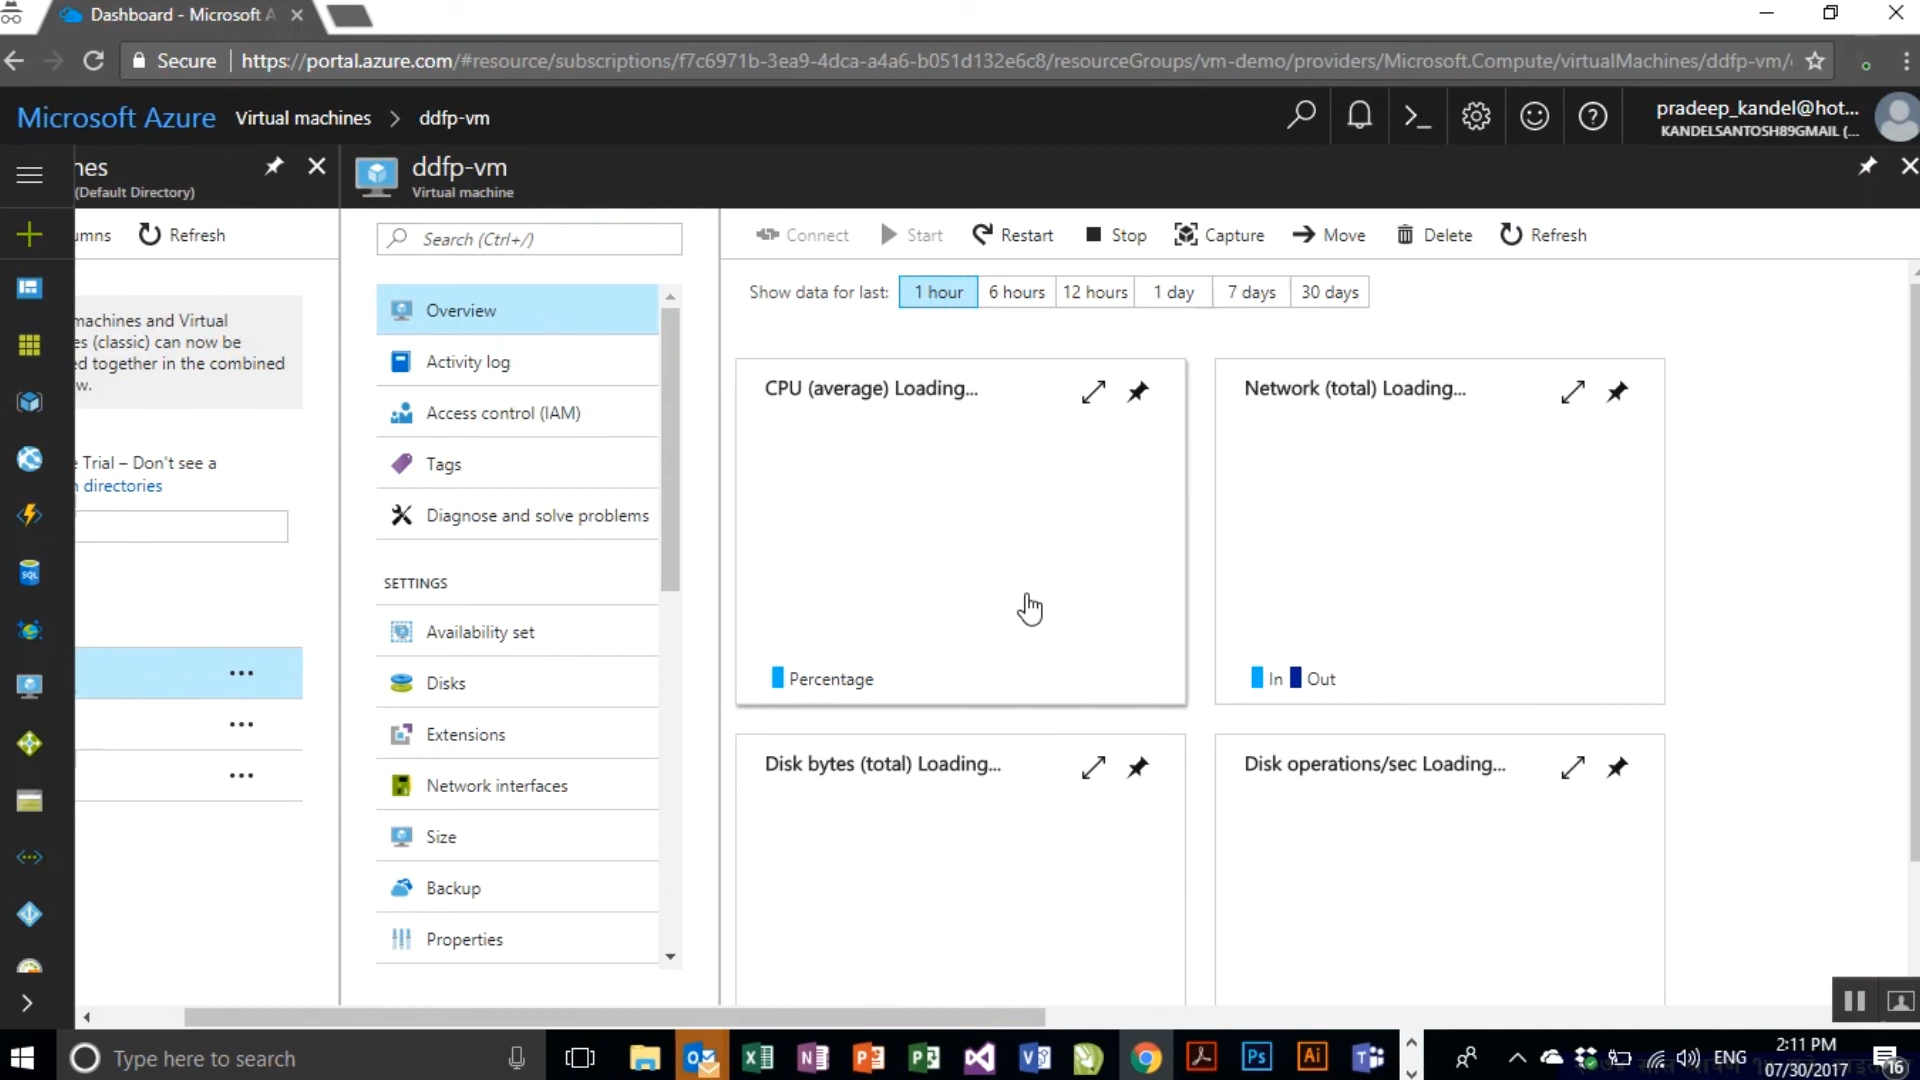 Dashboard - Microsoft A
Secure
https://portal.azure.com/#resource/subscriptions/f7c6971b-3ea9-4dca-a4a6-b051d132e6c8/resourceGroups/vm-demo/providers/Microsoft.Compute/virtualMachines/ddfp-vm/
Microsoft Azure
Virtual machines > ddfp-vm
pradeep_kandel@hot...
KANDELSANTOSH89GMAIL (...
nes
(Default Directory)
ddfp-vm
Virtual machine
umns
Refresh
Search (Ctrl+/)
Connect
Start
Restart
Stop
Capture
Move
Delete
Refresh
machines and Virtual
es (classic) can now be
ed together in the combined
w.
e Trial – Don't see a
n directories
Overview
Activity log
Access control (IAM)
Tags
Diagnose and solve problems
SETTINGS
Availability set
Disks
Extensions
Network interfaces
Size
Backup
Properties
Show data for last:
1 hour
6 hours
12 hours
1 day
7 days
30 days
CPU (average) Loading...
Percentage
Network (total) Loading...
In
Out
Disk bytes (total) Loading...
Disk operations/sec Loading...
SQL
Type here to search
Ps
Ai
ENG
2:11 PM
07/30/2017
16